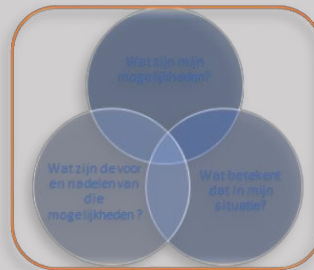 Wat zijn mijn
mogelijkheden?
Wat zijn de voor
en nadelen van
die
mogelijkheden?
Wat betekent
dat in mijn
situatie?